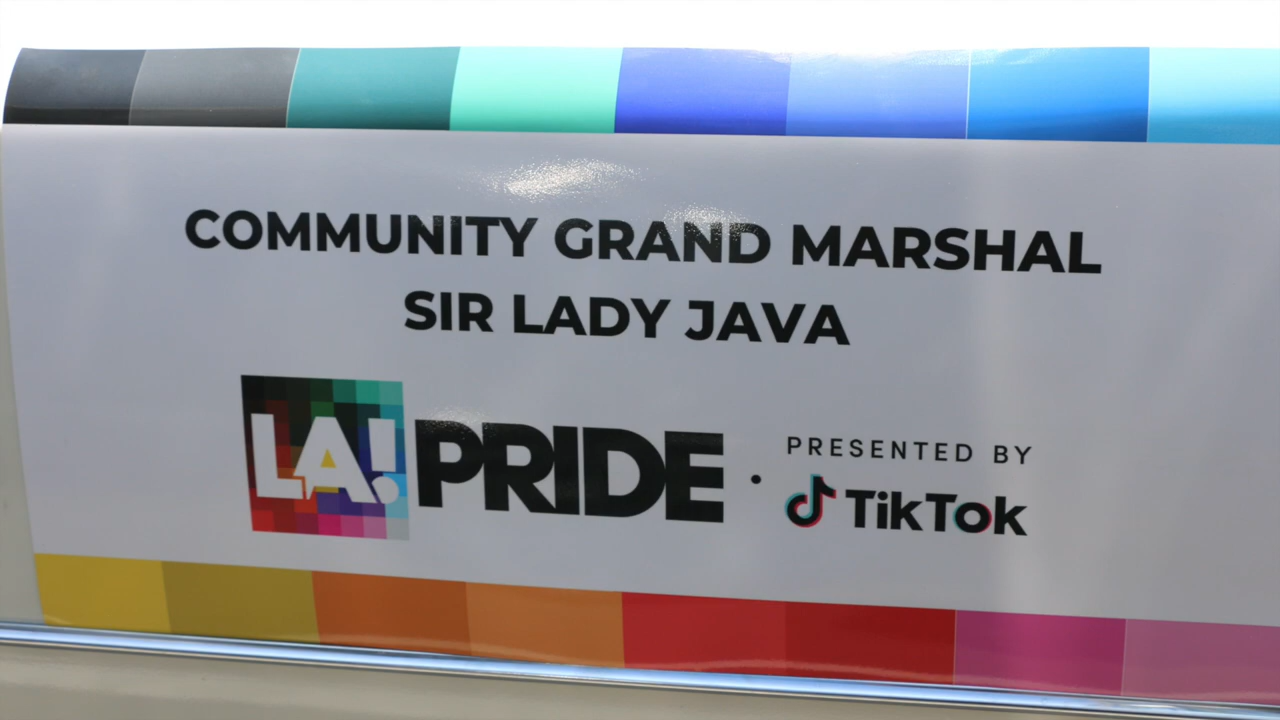 COMMUNITY GRAND MARSHAL
SIR LADY JAVA
LA! PRIDE · PRESENTED BY
TikTok